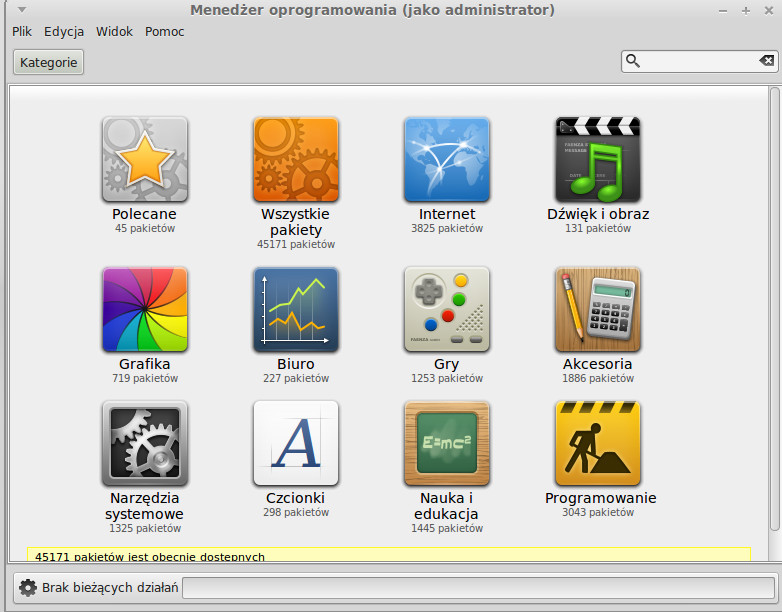 Menedżer oprogramowania (jako administrator)
Plik Edycja Widok Pomoc
Kategorie
Polecane
45 pakietów
Wszystkie
pakiety
45171 pakietów
Internet
3825 pakietów
Dźwięk i obraz
131 pakietów
Grafika
719 pakietów
Biuro
227 pakietów
Gry
1253 pakietów
Akcesoria
1886 pakietów
Narzędzia
systemowe
1325 pakietów
A
Czcionki
298 pakietów
E=mc²
Nauka i
edukacja
1445 pakietów
Programowanie
3043 pakietów
45171 pakietów jest obecnie dostępnych
Brak bieżących działań